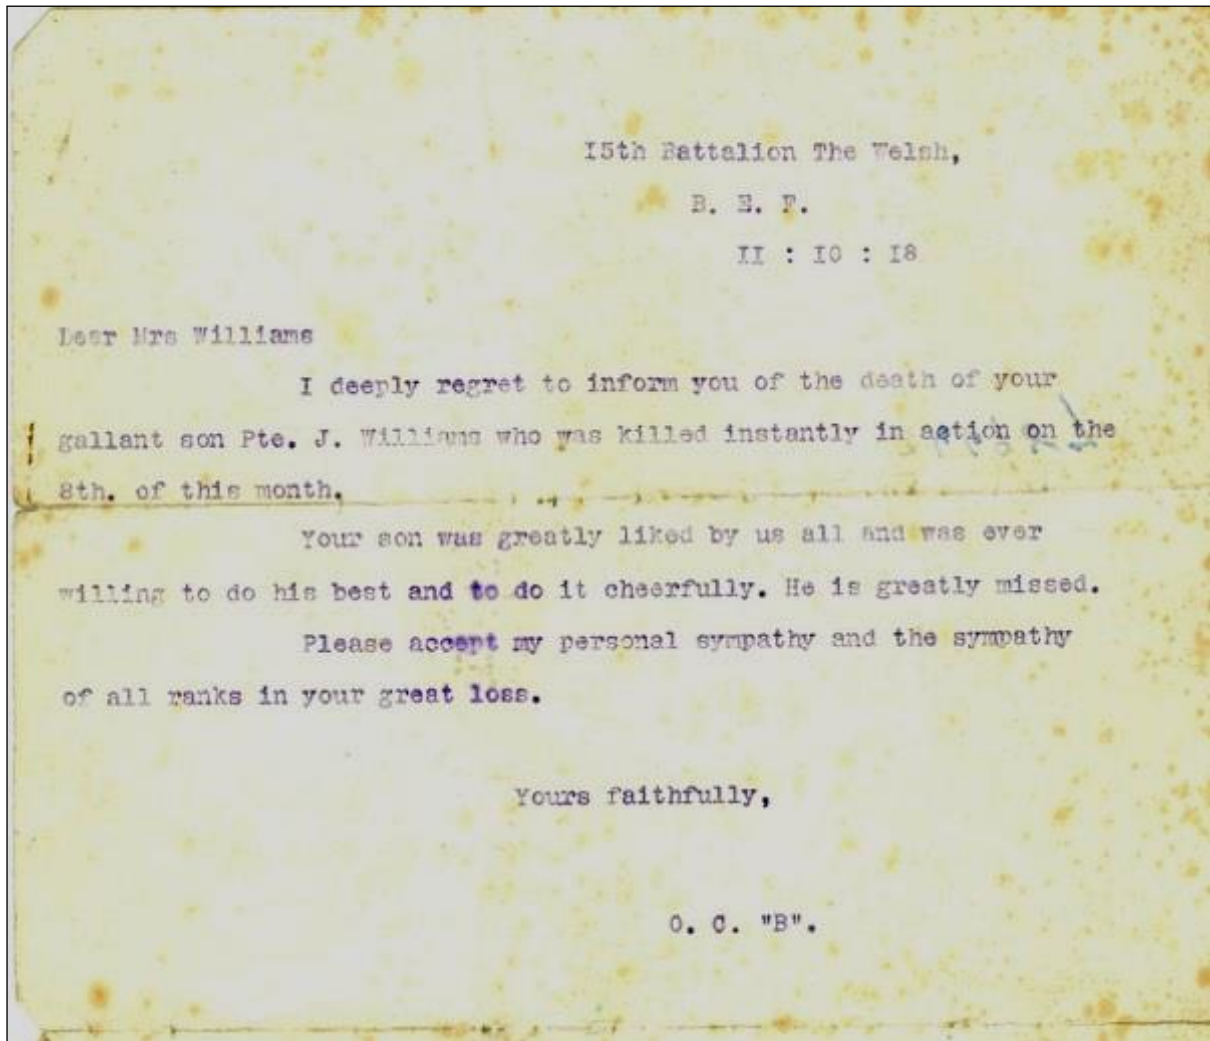 I5th Battalion The Welsh,
B. E. F.
II : I0 : I8
Dear Mrs Williams
I deeply regret to inform you of the death of your
gallant son Pte. J. Williams who was killed instantly in action on the
8th. of this month.
Your son was greatly liked by us all and was ever
willing to do his best and to do it cheerfully. He is greatly missed.
Please accept my personal sympathy and the sympathy
of all ranks in your great loss.
Yours faithfully,
O. C. "B".